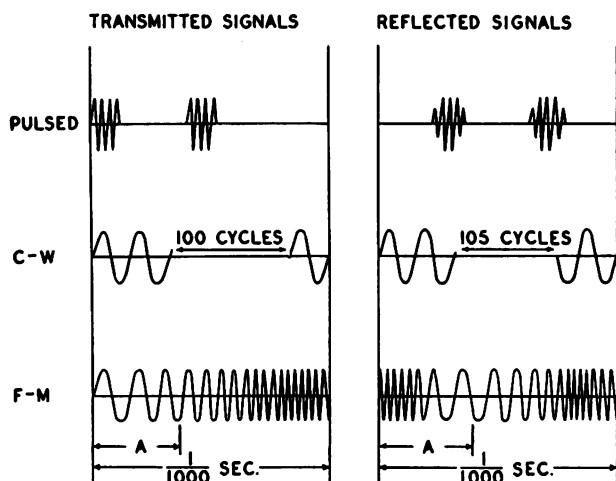 TRANSMITTED SIGNALS
REFLECTED SIGNALS
PULSED
C-W
100 CYCLES
105 CYCLES
F-M
A
A
1/1000 SEC.
1/1000 SEC.